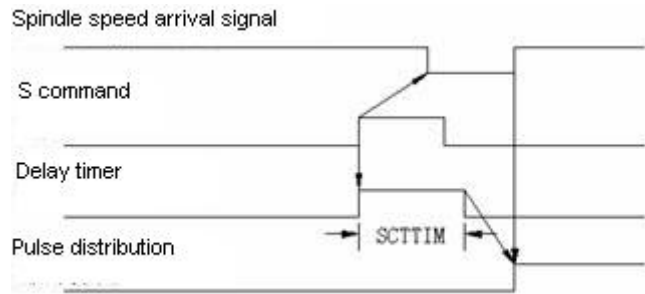 Spindle speed arrival signal
S command
Delay timer
SCTTIM
Pulse distribution